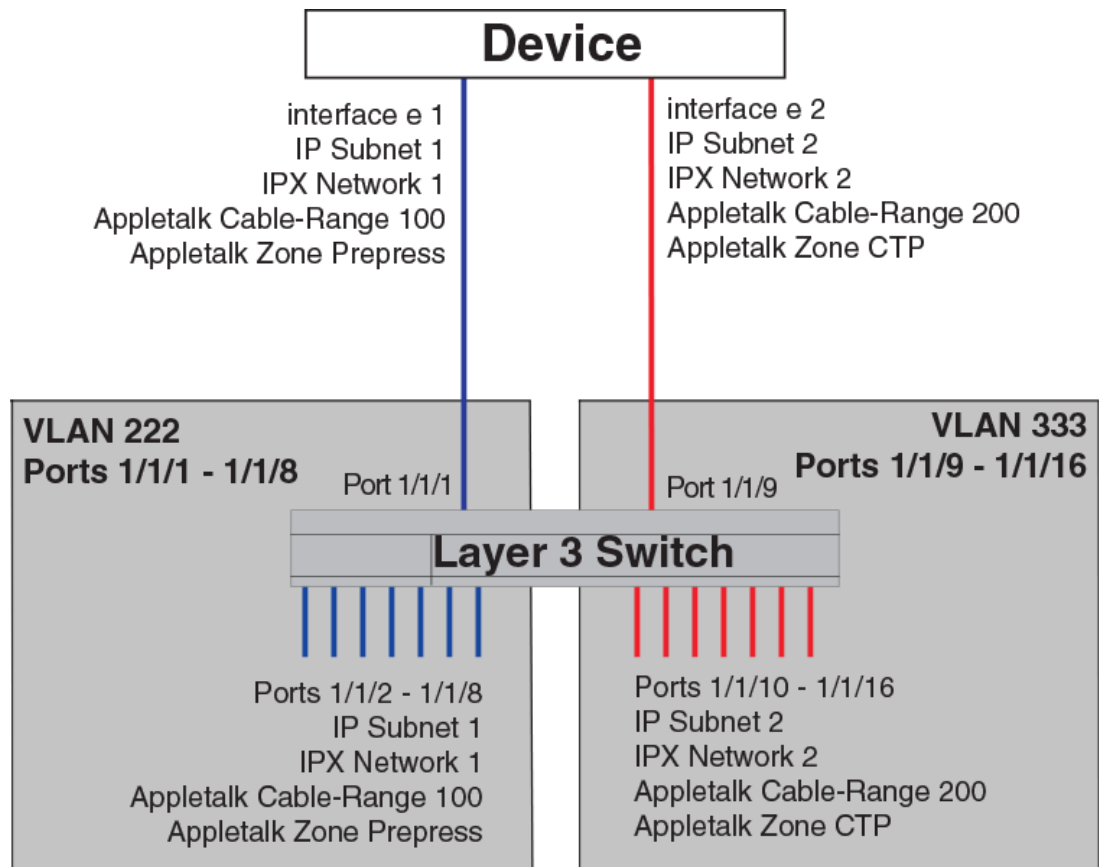 Device
interface e 1
IP Subnet 1
IPX Network 1
Appletalk Cable-Range 100
Appletalk Zone Prepress
interface e 2
IP Subnet 2
IPX Network 2
Appletalk Cable-Range 200
Appletalk Zone CTP
VLAN 222
Ports 1/1/1 - 1/1/8
Port 1/1/1
VLAN 333
Ports 1/1/9 - 1/1/16
Port 1/1/9
Layer 3 Switch
Ports 1/1/2 - 1/1/8
IP Subnet 1
IPX Network 1
Appletalk Cable-Range 100
Appletalk Zone Prepress
Ports 1/1/10 - 1/1/16
IP Subnet 2
IPX Network 2
Appletalk Cable-Range 200
Appletalk Zone CTP